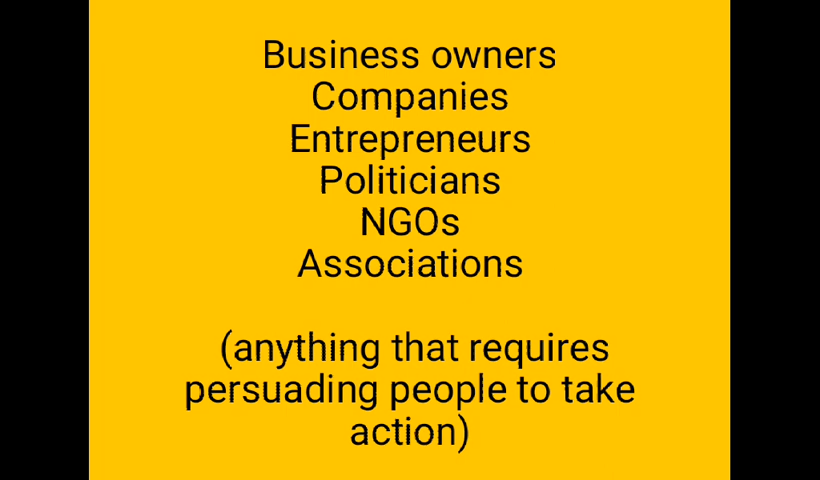 Business owners
Companies
Entrepreneurs
Politicians
NGOs
Associations
(anything that requires
persuading people to take
action)